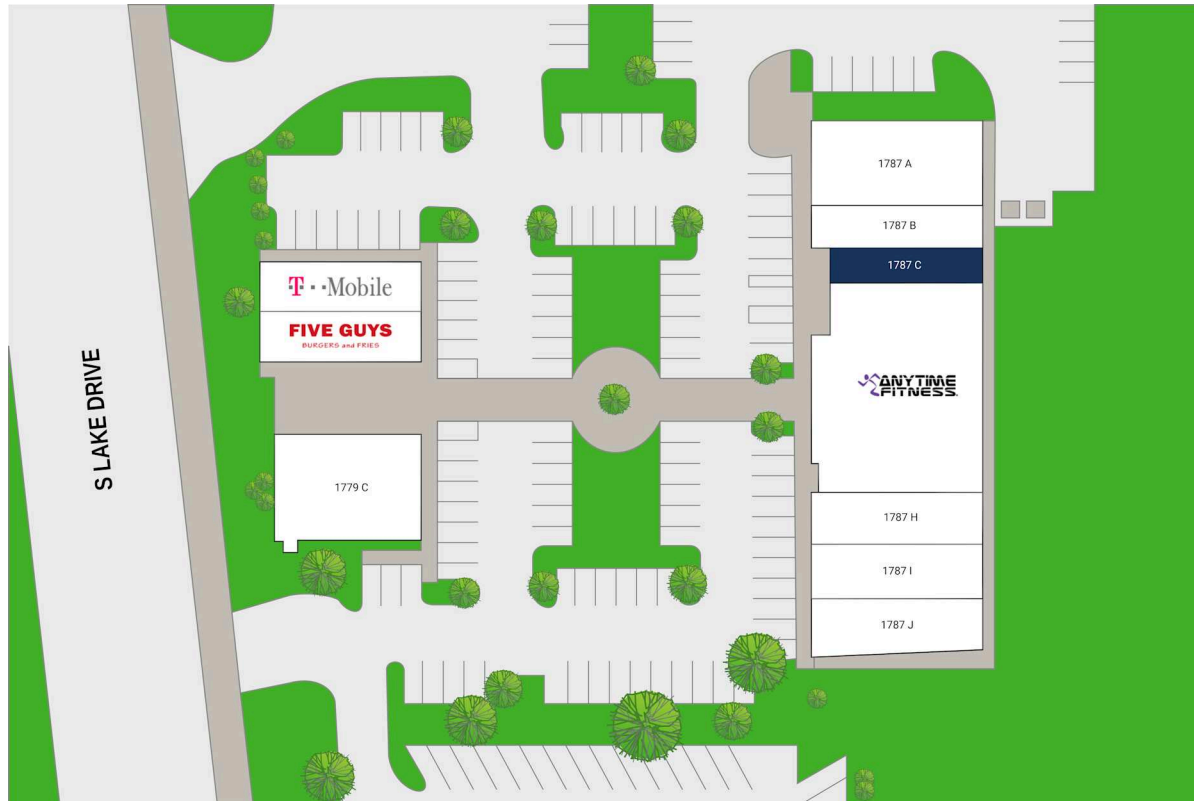 1787 A
1787 B
1787 C
T··Mobile
FIVE GUYS
BURGERS and FRIES
S LAKE DRIVE
ANYTIME
FITNESS
1779 C
1787 H
1787 I
1787 J